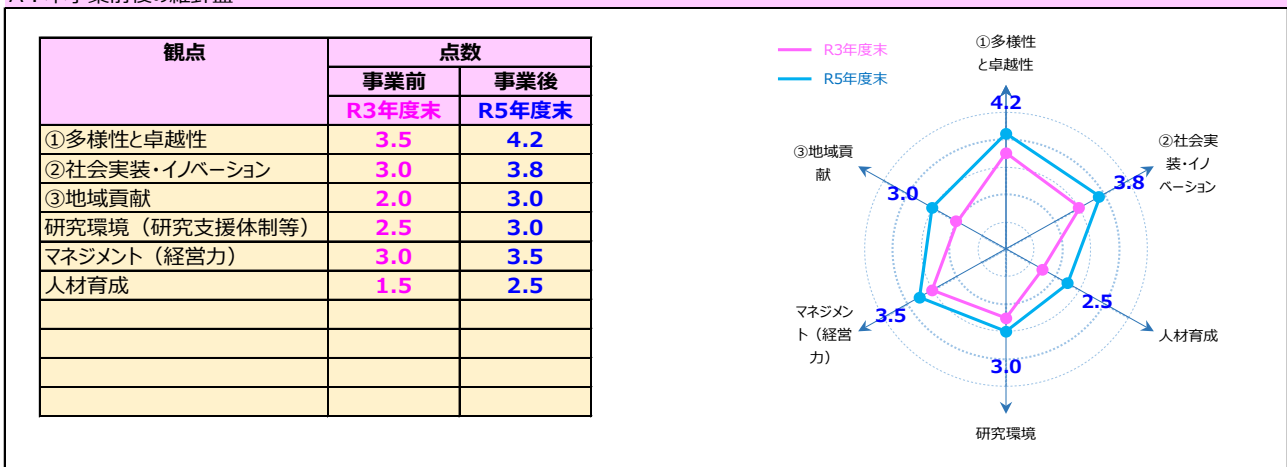 観点 点数
事業前 事業後
R3年度末 R5年度末
①多様性と卓越性 3.5 4.2
②社会実装・イノベーション 3.0 3.8
③地域貢献 2.0 3.0
研究環境（研究支援体制等） 2.5 3.0
マネジメント（経営力） 3.0 3.5
人材育成 1.5 2.5
R3年度末
R5年度末
①多様性
と卓越性
4.2
②社会実
装・イノ
ベーション
3.8
人材育成
2.5
研究環境
3.0
マネジメン
ト（経営
力）
3.5
③地域貢
献
3.0